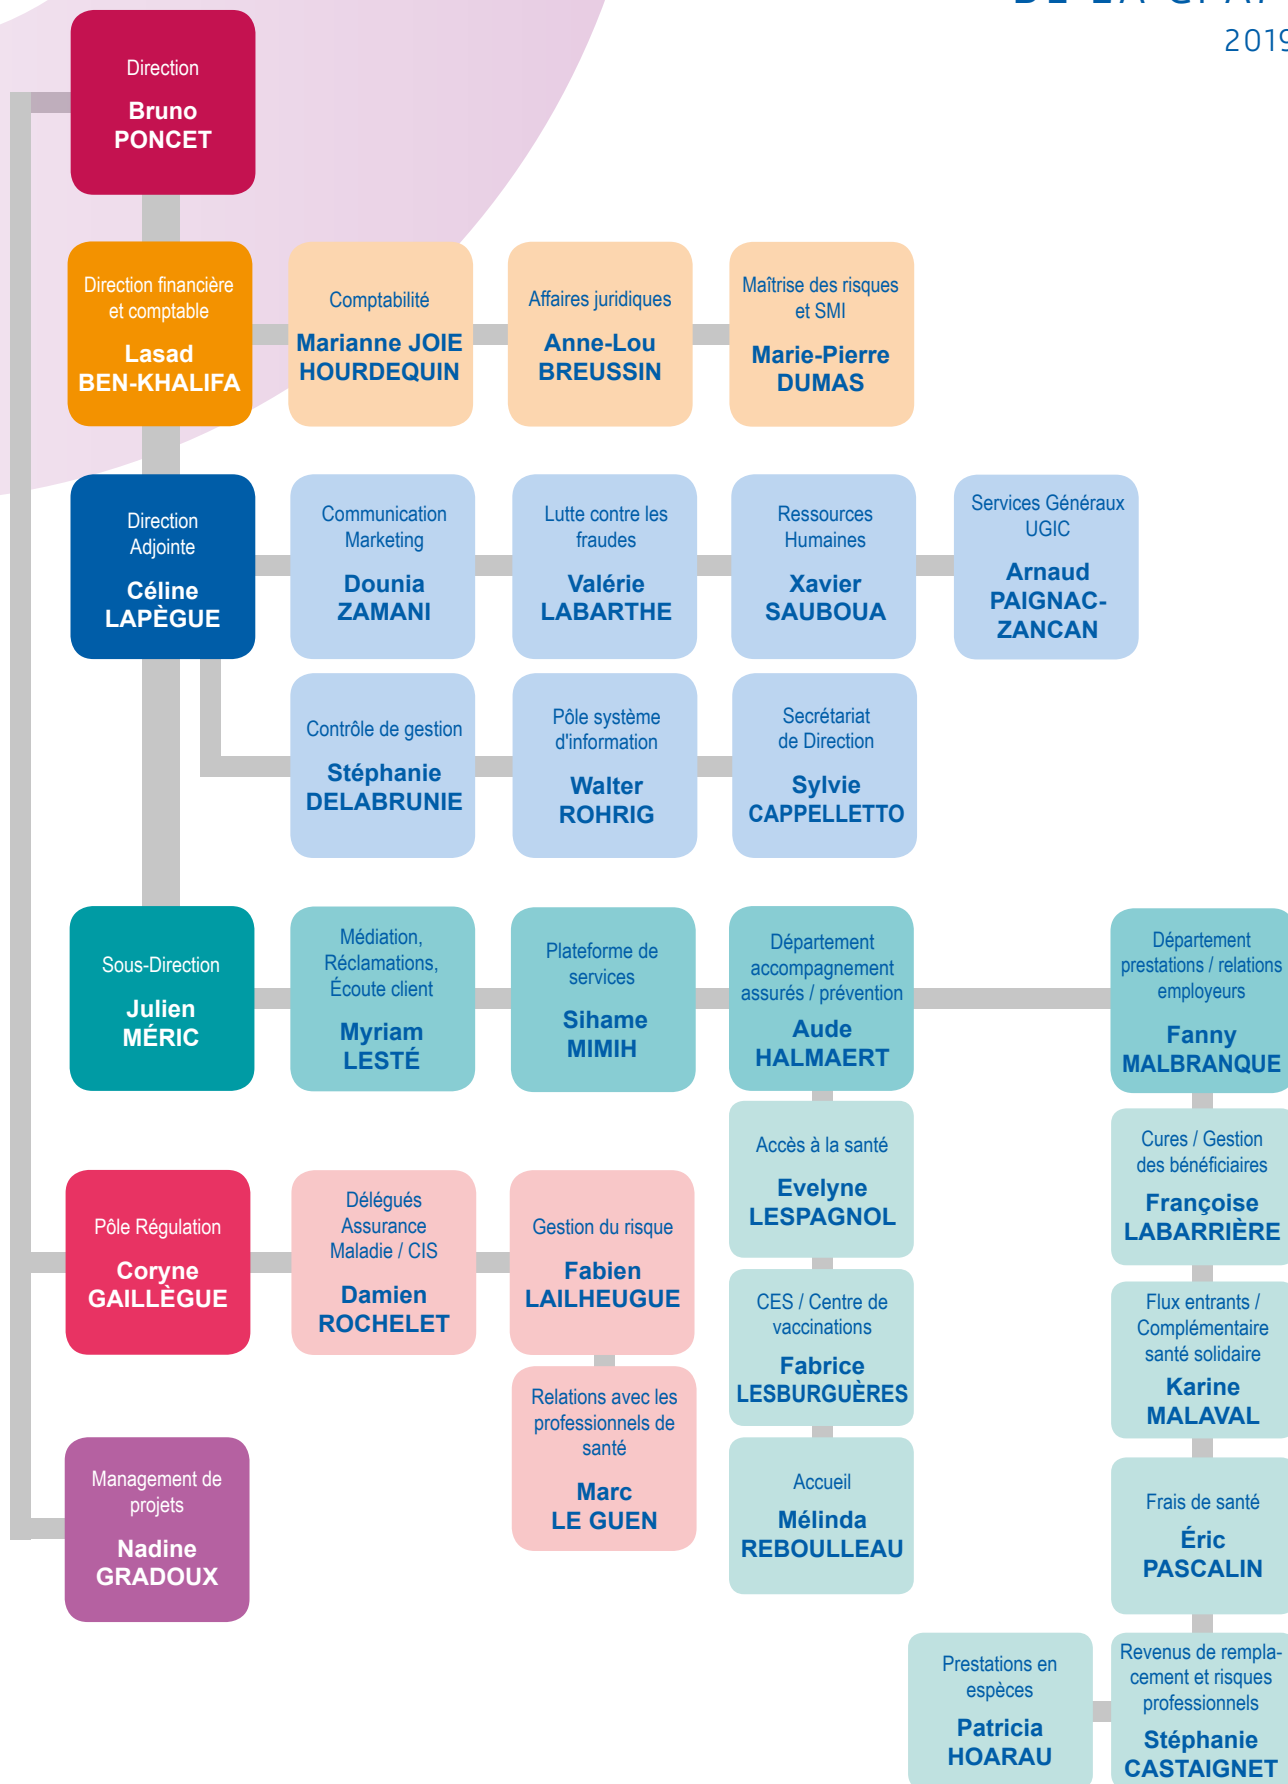 DE LA CPAM
2019
Direction
Bruno
PONCET
Direction financière
et comptable
Lasad
BEN-KHALIFA
Comptabilité
Marianne JOIE
HOURDEQUIN
Affaires juridiques
Anne-Lou
BREUSSIN
Maîtrise des risques
et SMI
Marie-Pierre
DUMAS
Direction
Adjointe
Céline
LAPÈGUE
Communication
Marketing
Dounia
ZAMANI
Lutte contre les
fraudes
Valérie
LABARTHE
Ressources
Humaines
Xavier
SAUBOUA
Services Généraux
UGIC
Arnaud
PAIGNAC-
ZANCAN
Contrôle de gestion
Stéphanie
DELABRUNIE
Pôle système
d'information
Walter
ROHRIG
Secrétariat
de Direction
Sylvie
CAPPELLETTO
Sous-Direction
Julien
MÉRIC
Médiation,
Réclamations,
Écoute client
Myriam
LESTÉ
Plateforme de
services
Sihame
MIMIH
Département
accompagnement
assurés / prévention
Aude
HALMAERT
Département
prestations / relations
employeurs
Fanny
MALBRANQUE
Accès à la santé
Evelyne
LESPAGNOL
CES / Centre de
vaccinations
Fabrice
LESBURGUÈRES
Accueil
Mélinda
REBOULLEAU
Cures / Gestion
des bénéficiaires
Françoise
LABARRIÈRE
Flux entrants /
Complémentaire
santé solidaire
Karine
MALAVAL
Frais de santé
Éric
PASCALIN
Revenus de rempla-
cement et risques
professionnels
Stéphanie
CASTAIGNET
Prestations en
espèces
Patricia
HOARAU
Pôle Régulation
Coryne
GAILLÈGUE
Délégués
Assurance
Maladie / CIS
Damien
ROCHELET
Gestion du risque
Fabien
LAILHEUGUE
Relations avec les
professionnels de
santé
Marc
LE GUEN
Management de
projets
Nadine
GRADOUX